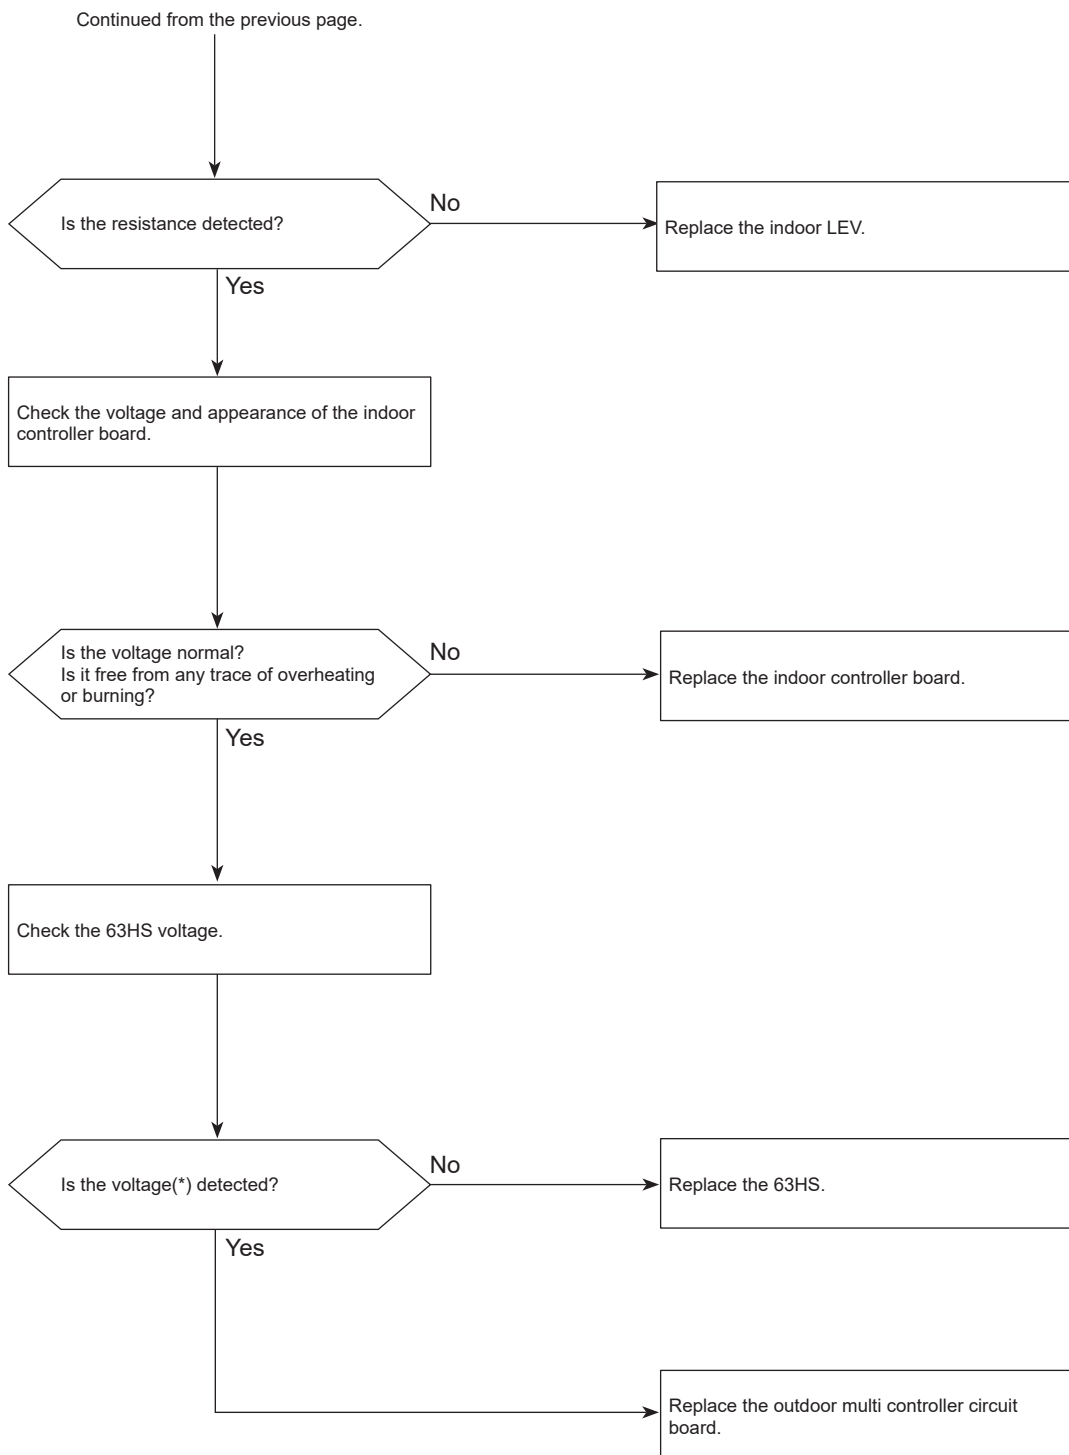 Continued from the previous page.
Is the resistance detected?
No
Replace the indoor LEV.
Yes
Check the voltage and appearance of the indoor
controller board.
Is the voltage normal?
Is it free from any trace of overheating
or burning?
No
Replace the indoor controller board.
Yes
Check the 63HS voltage.
Is the voltage(*) detected?
No
Replace the 63HS.
Yes
Replace the outdoor multi controller circuit
board.